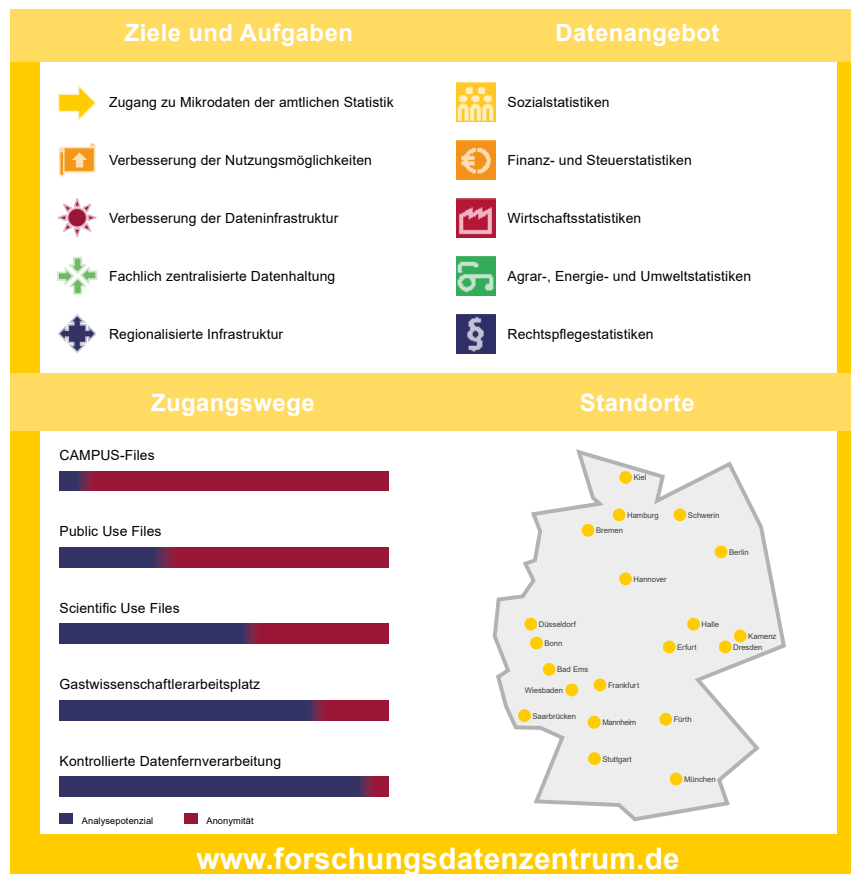 Ziele und Aufgaben
Zugang zu Mikrodaten der amtlichen Statistik
Verbesserung der Nutzungsmöglichkeiten
Verbesserung der Dateninfrastruktur
Fachlich zentralisierte Datenhaltung
Regionalisierte Infrastruktur
Datenangebot
Sozialstatistiken
Finanz- und Steuerstatistiken
Wirtschaftsstatistiken
Agrar-, Energie- und Umweltstatistiken
§
Rechtspflegestatistiken
Zugangswege
CAMPUS-Files
Public Use Files
Scientific Use Files
Gastwissenschaftlerarbeitsplatz
Kontrollierte Datenfernverarbeitung
Analysepotenzial
Anonymität
Standorte
Kiel
Hamburg
Schwerin
Bremen
Berlin
Hannover
Düsseldorf
Halle
Kamenz
Bonn
Erfurt
Dresden
Bad Ems
Frankfurt
Wiesbaden
Saarbrücken
Mannheim
Fürth
Stuttgart
München
www.forschungsdatenzentrum.de